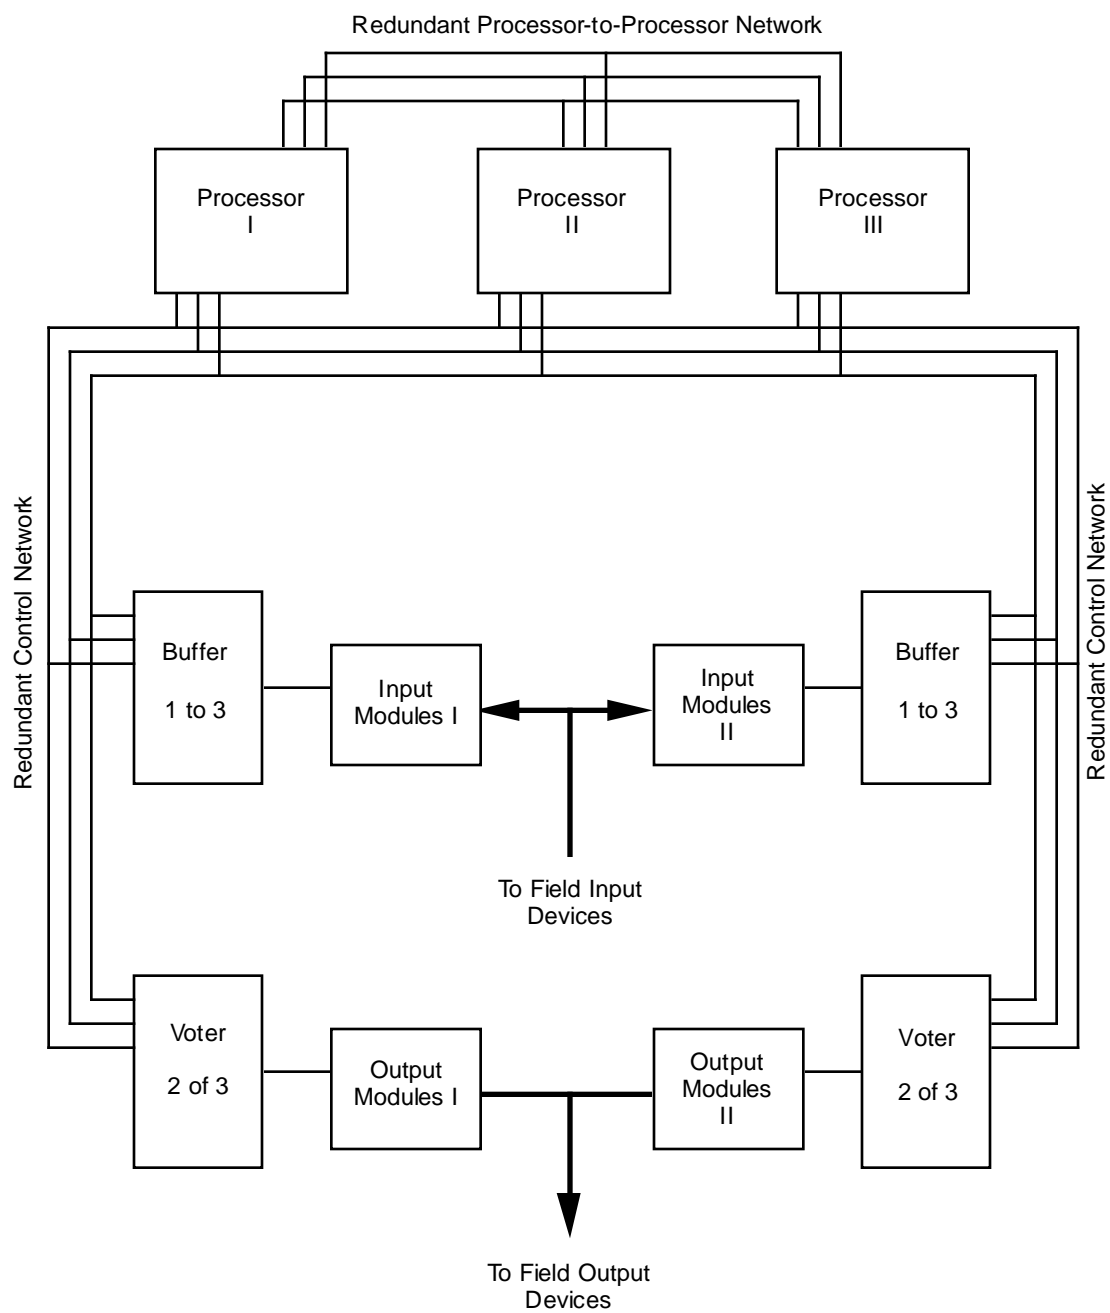 Redundant Processor-to-Processor Network
Processor
I
Processor
II
Processor
III
Redundant Control Network
Redundant Control Network
Buffer
1 to 3
Input
Modules I
Input
Modules
II
Buffer
1 to 3
To Field Input
Devices
Voter
2 of 3
Output
Modules I
Output
Modules
II
Voter
2 of 3
To Field Output
Devices